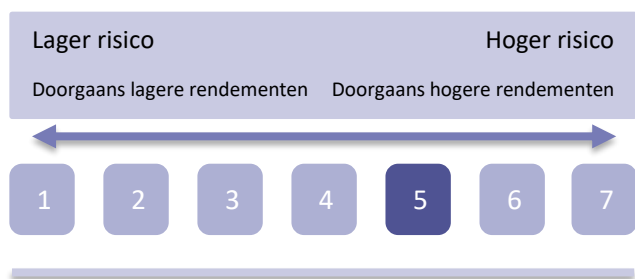 Lager risico Hoger risico
Doorgaans lagere rendementen Doorgaans hogere rendementen
1 2 3 4 5 6 7